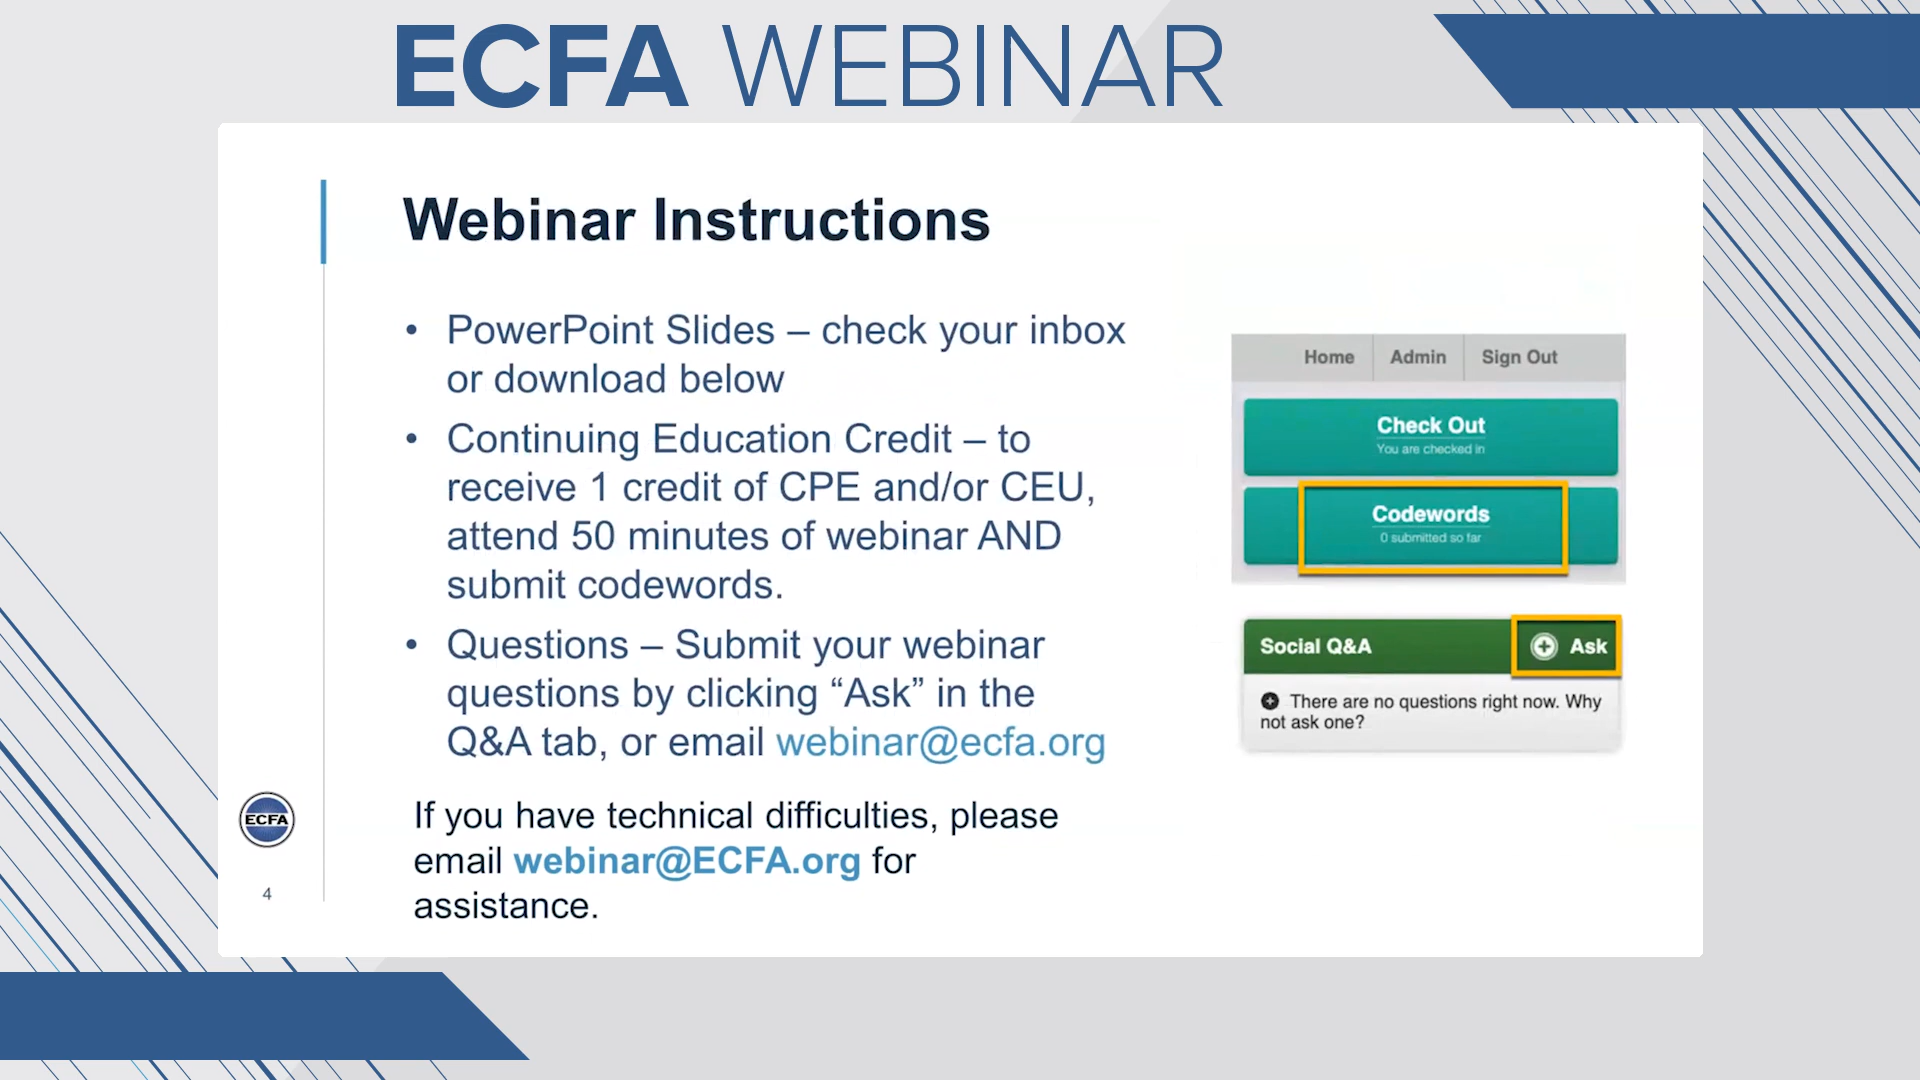 ECFA WEBINAR
Webinar Instructions
• PowerPoint Slides – check your inbox
or download below
• Continuing Education Credit – to
receive 1 credit of CPE and/or CEU,
attend 50 minutes of webinar AND
submit codewords.
• Questions – Submit your webinar
questions by clicking “Ask” in the
Q&A tab, or email webinar@ecfa.org
If you have technical difficulties, please
email webinar@ECFA.org for
assistance.
Home Admin Sign Out
Check Out
You are checked in
Codewords
0 submitted so far
Social Q&A Ask
There are no questions right now. Why
not ask one?
ECFA
4